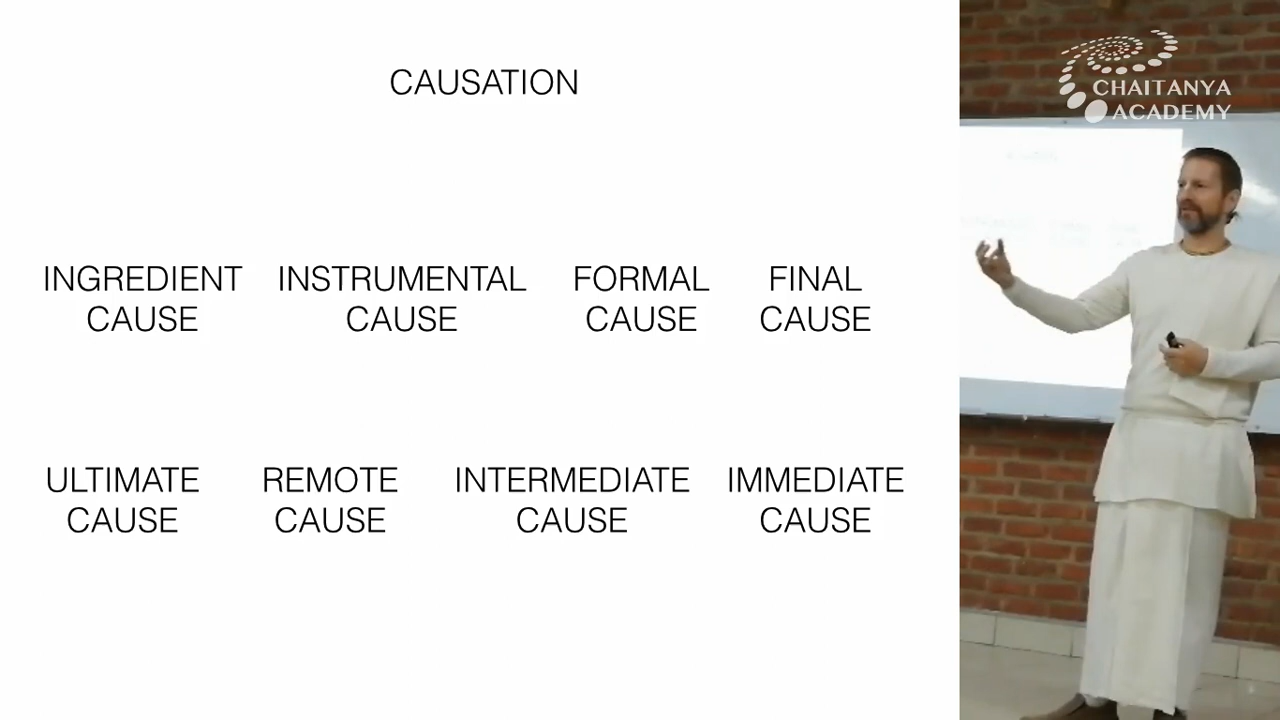 CAUSATION
INGREDIENT CAUSE
INSTRUMENTAL CAUSE
FORMAL CAUSE
FINAL CAUSE
ULTIMATE CAUSE
REMOTE CAUSE
INTERMEDIATE CAUSE
IMMEDIATE CAUSE
CHAITANYA
ACADEMY